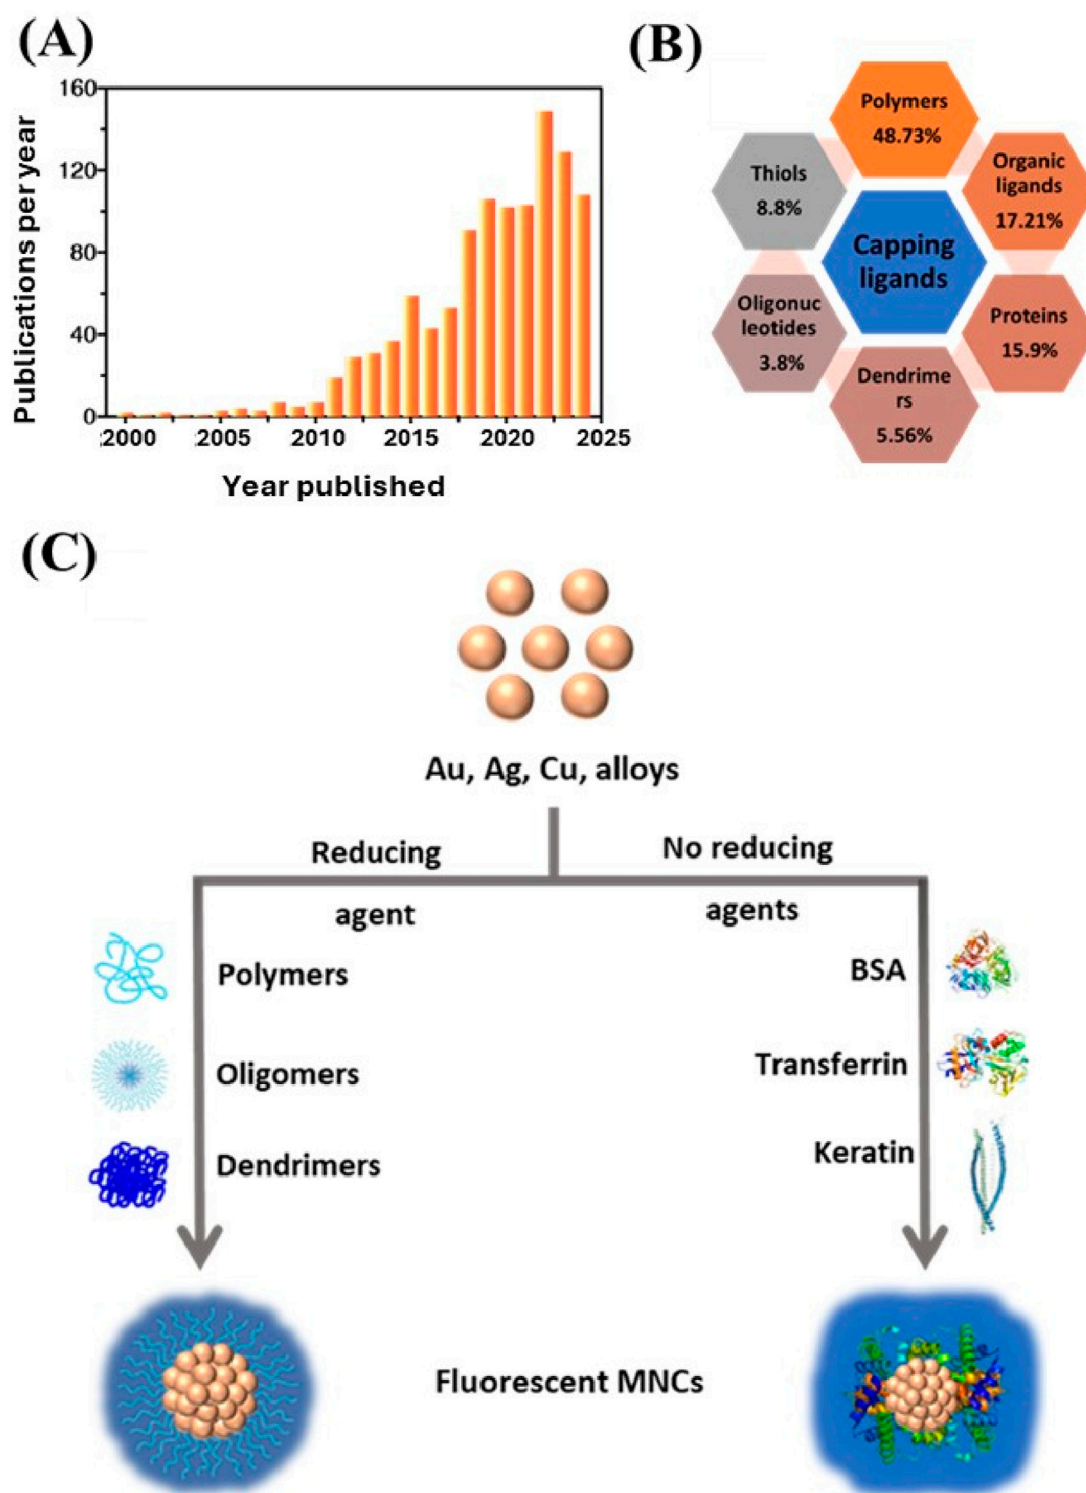 (A)
160
120
80
40
0
Publications per year
2000 2005 2010 2015 2020 2025
Year published
(B)
Polymers
48.73%
Organic
ligands
17.21%
Proteins
15.9%
Dendrime
rs
5.56%
Oligonuc
leotides
3.8%
Thiols
8.8%
Capping
ligands
(C)
Au, Ag, Cu, alloys
Reducing
agent
No reducing
agents
Polymers
Oligomers
Dendrimers
BSA
Transferrin
Keratin
Fluorescent MNCs